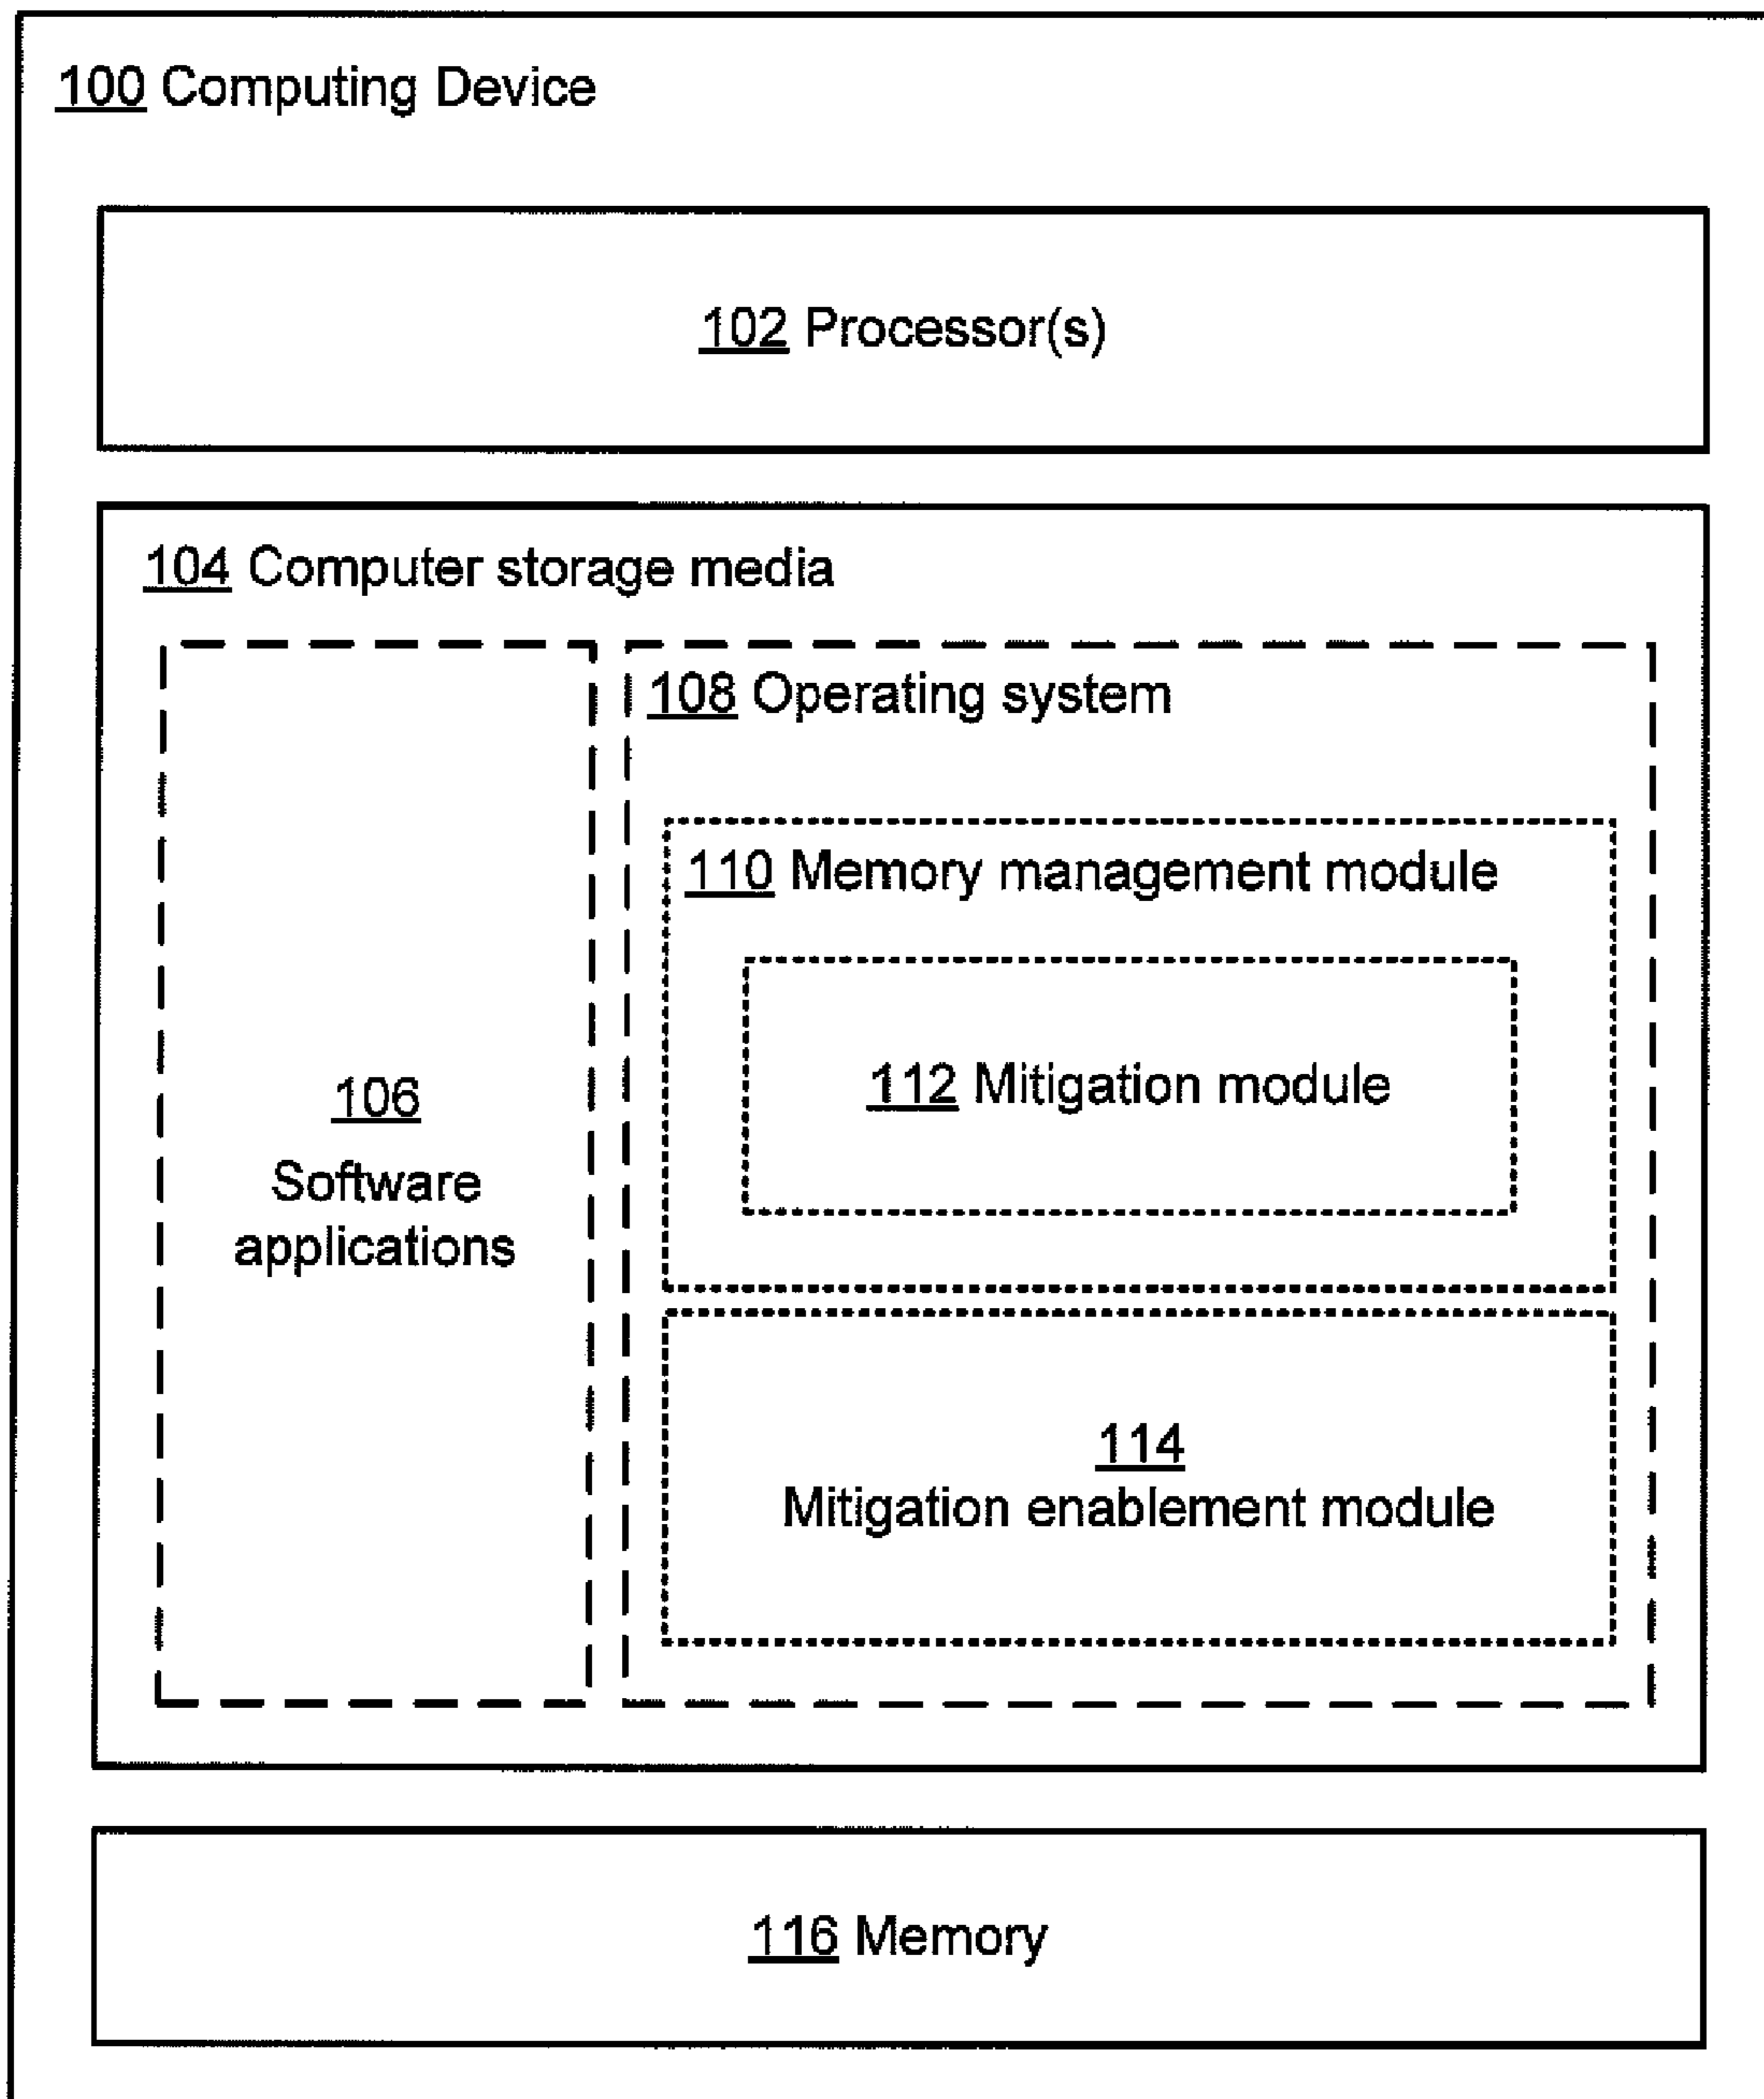 100 Computing Device
102 Processor(s)
104 Computer storage media
106
Software
applications
108 Operating system
110 Memory management module
112 Mitigation module
114
Mitigation enablement module
116 Memory